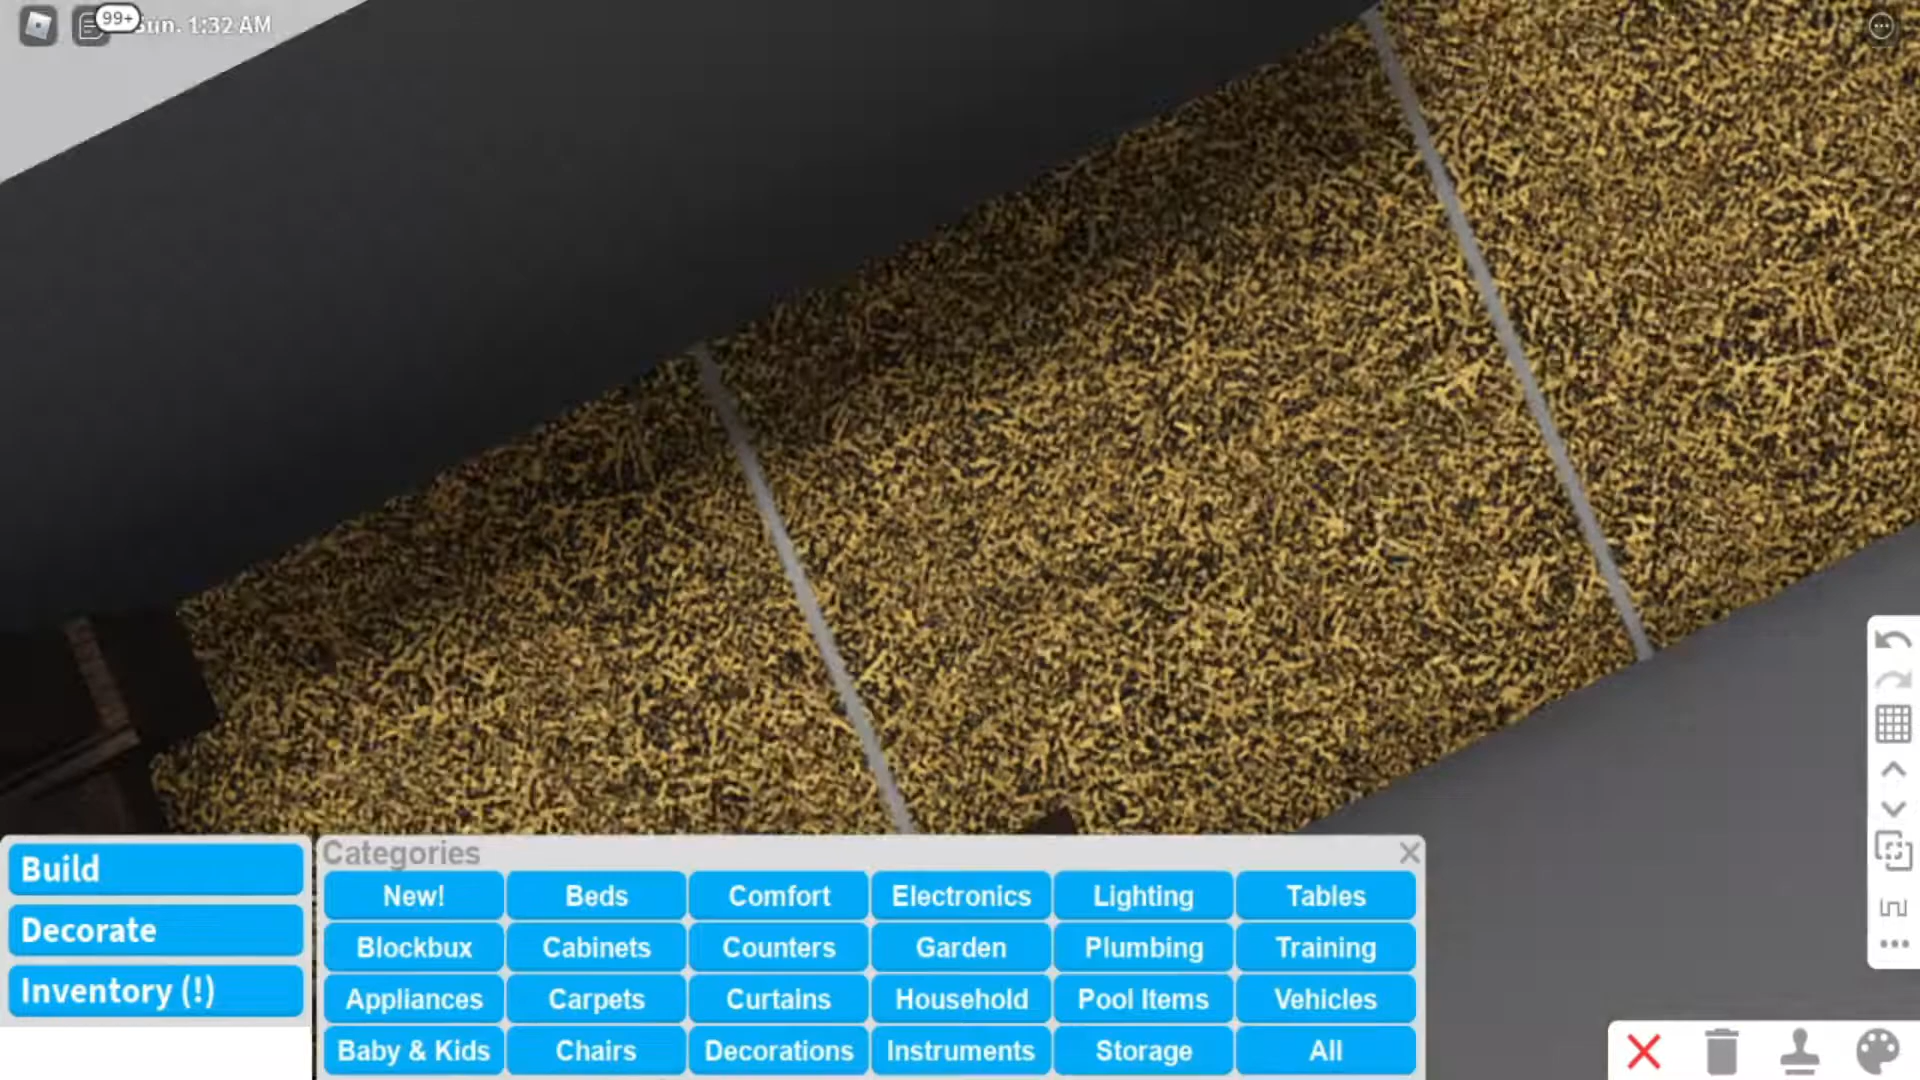 99+
Sun. 1:32 AM
Build
Decorate
Inventory (!)
Categories
New! Beds Comfort Electronics Lighting Tables
Blockbux Cabinets Counters Garden Plumbing Training
Appliances Carpets Curtains Household Pool Items Vehicles
Baby & Kids Chairs Decorations Instruments Storage All